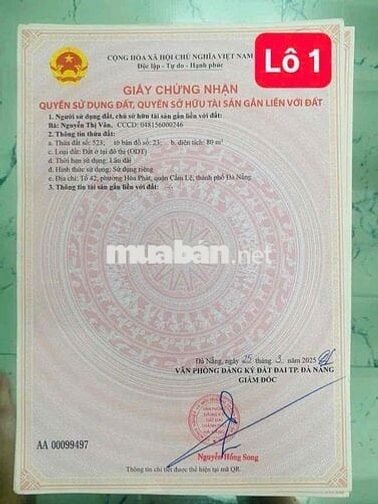 CỘNG HÒA XÃ HỘI CHỦ NGHĨA VIỆT NAM
Độc lập - Tự do - Hạnh phúc
Lô 1
GIẤY CHỨNG NHẬN
QUYỀN SỬ DỤNG ĐẤT, QUYỀN SỞ HỮU TÀI SẢN GẮN LIỀN VỚI ĐẤT
1. Người sử dụng đất, chủ sở hữu tài sản gắn liền với đất:
Bà: Nguyễn Thị Vân, CCCD: 048156000246
2. Thông tin thửa đất:
a. Thửa đất số: 523; tờ bản đồ số: 23; b. diện tích: 80 m²
c. Loại đất: Đất ở tại đô thị (ODT)
d. Thời hạn sử dụng: Lâu dài
đ. Hình thức sử dụng: Sử dụng riêng
e. Địa chỉ: Tổ 42, phường Hòa Phát, quận Cẩm Lệ, thành phố Đà Nẵng
3. Thông tin tài sản gắn liền với đất: -/-
muaban.net
Đà Nẵng, ngày 25 tháng 3 năm 2025
VĂN PHÒNG ĐĂNG KÝ ĐẤT ĐAI TP. ĐÀ NẴNG
GIÁM ĐỐC
Nguyễn Hồng Song
AA 00099497
Thông tin chi tiết được thể hiện tại mã QR.